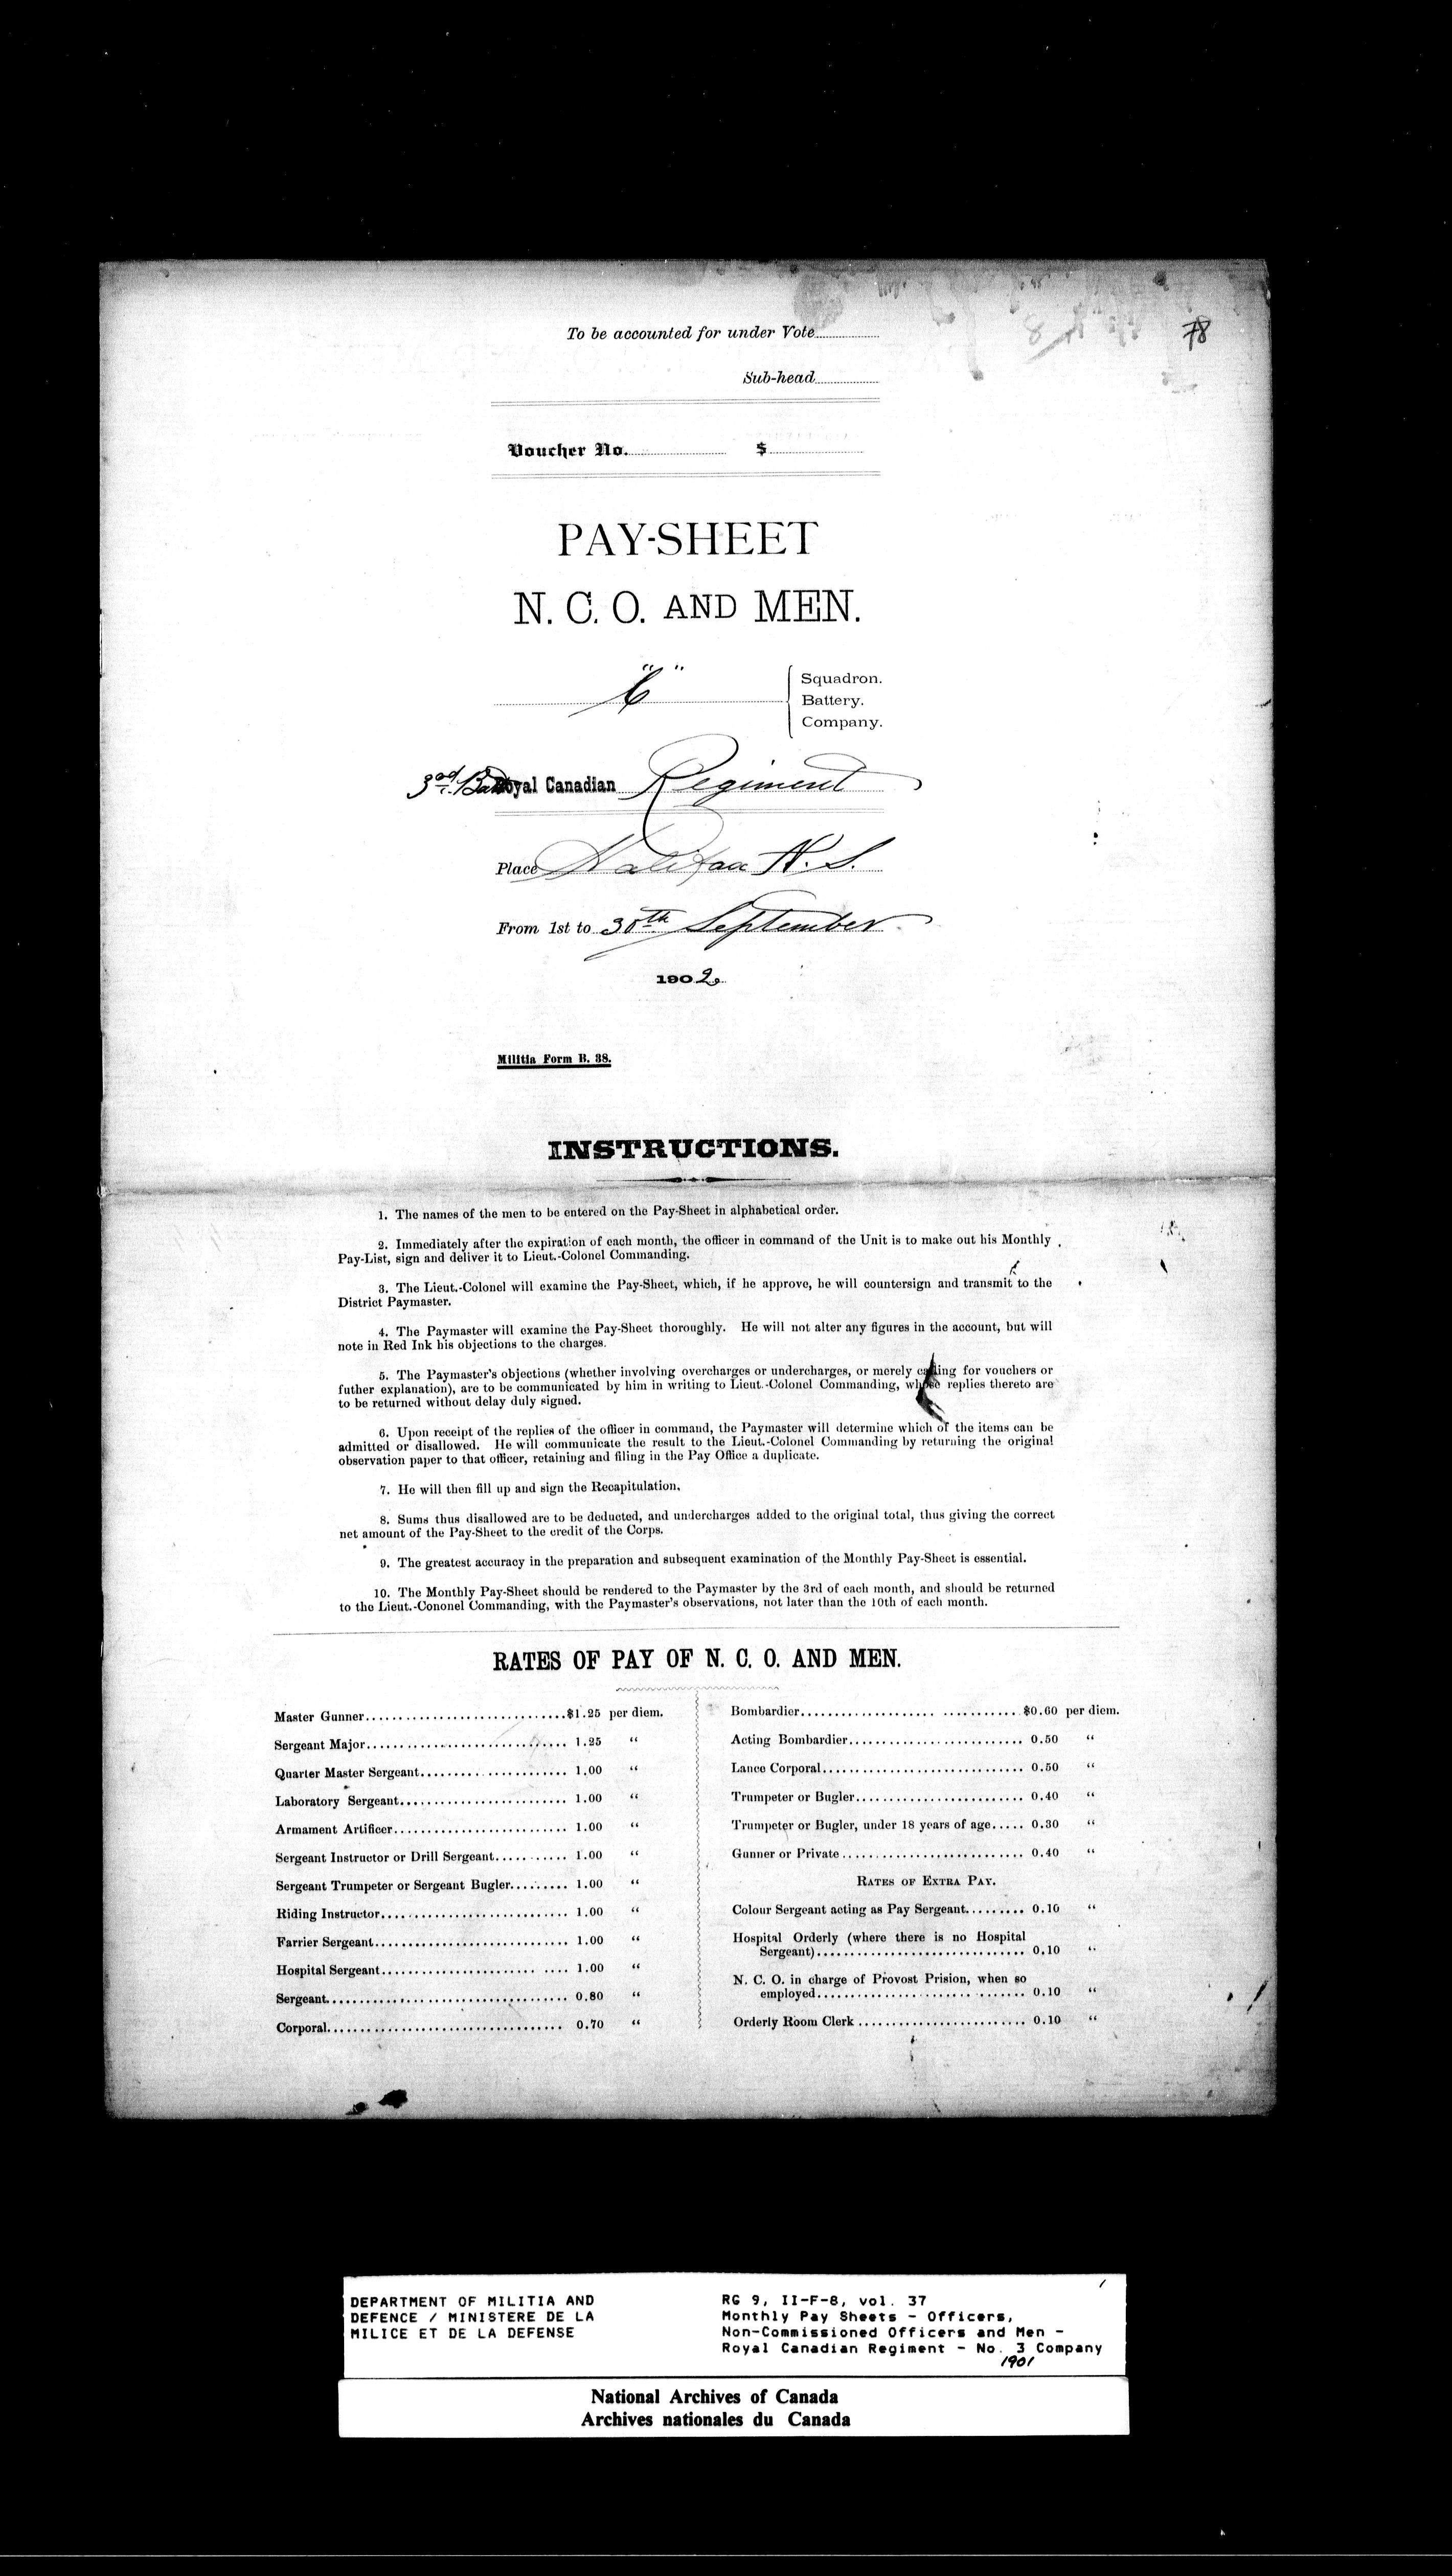 To be accounted for under Vote
78
Sub-head
Voucher No. $
PAY-SHEET
N. C. O. AND MEN.
"C"
Squadron.
Battery.
Company.
3rd Batt Royal Canadian Regiment
Place Halifax N. S.
From 1st to 30th September
1902.
Militia Form B. 38.
INSTRUCTIONS.
1. The names of the men to be entered on the Pay-Sheet in alphabetical order.
2. Immediately after the expiration of each month, the officer in command of the Unit is to make out his Monthly
Pay-List, sign and deliver it to Lieut.-Colonel Commanding.
3. The Lieut.-Colonel will examine the Pay-Sheet, which, if he approve, he will countersign and transmit to the
District Paymaster.
4. The Paymaster will examine the Pay-Sheet thoroughly. He will not alter any figures in the account, but will
note in Red Ink his objections to the charges.
5. The Paymaster's objections (whether involving overcharges or undercharges, or merely calling for vouchers or
futher explanation), are to be communicated by him in writing to Lieut.-Colonel Commanding, whose replies thereto are
to be returned without delay duly signed.
6. Upon receipt of the replies of the officer in command, the Paymaster will determine which of the items can be
admitted or disallowed. He will communicate the result to the Lieut.-Colonel Commanding by returning the original
observation paper to that officer, retaining and filing in the Pay Office a duplicate.
7. He will then fill up and sign the Recapitulation.
8. Sums thus disallowed are to be deducted, and undercharges added to the original total, thus giving the correct
net amount of the Pay-Sheet to the credit of the Corps.
9. The greatest accuracy in the preparation and subsequent examination of the Monthly Pay-Sheet is essential.
10. The Monthly Pay-Sheet should be rendered to the Paymaster by the 3rd of each month, and should be returned
to the Lieut.-Cononel Commanding, with the Paymaster's observations, not later than the 10th of each month.
RATES OF PAY OF N. C. O. AND MEN.
Master Gunner $1.25 per diem.
Sergeant Major 1.25 "
Quarter Master Sergeant 1.00 "
Laboratory Sergeant 1.00 "
Armament Artificer 1.00 "
Sergeant Instructor or Drill Sergeant 1.00 "
Sergeant Trumpeter or Sergeant Bugler 1.00 "
Riding Instructor 1.00 "
Farrier Sergeant 1.00 "
Hospital Sergeant 1.00 "
Sergeant 0.80 "
Corporal 0.70 "
Bombardier $0.60 per diem.
Acting Bombardier 0.50 "
Lance Corporal 0.50 "
Trumpeter or Bugler 0.40 "
Trumpeter or Bugler, under 18 years of age 0.30 "
Gunner or Private 0.40 "
RATES OF EXTRA PAY.
Colour Sergeant acting as Pay Sergeant 0.10 "
Hospital Orderly (where there is no Hospital
Sergeant) 0.10 "
N. C. O. in charge of Provost Prision, when so
employed 0.10 "
Orderly Room Clerk 0.10 "
DEPARTMENT OF MILITIA AND
DEFENCE / MINISTERE DE LA
MILICE ET DE LA DEFENSE
RG 9, II-F-8, vol. 37
Monthly Pay Sheets - Officers,
Non-Commissioned Officers and Men -
Royal Canadian Regiment - No. 3 Company
1901
National Archives of Canada
Archives nationales du Canada